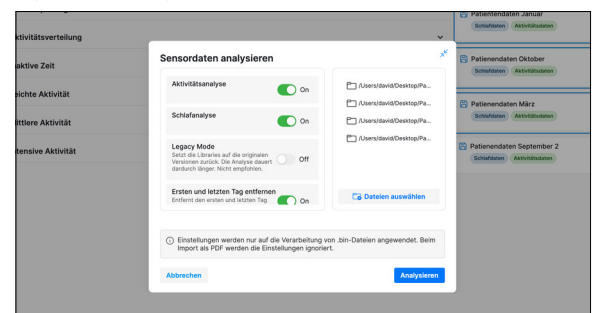 ktivitätsverteilung
aktive Zeit
eichte Aktivität
ittlere Aktivität
tensive Aktivität
Sensordaten analysieren
Aktivitätsanalyse
On
Schlafanalyse
On
Legacy Mode
Setzt die Libraries auf die originalen
Versionen zurück. Die Analyse dauert
dardurch länger. Nicht empfohlen.
Off
Ersten und letzten Tag entfernen
Entfernt den ersten und letzten Tag
On
/Users/david/Desktop/Pa...
/Users/david/Desktop/Pa...
/Users/david/Desktop/Pa...
/Users/david/Desktop/Pa...
Dateien auswählen
Einstellungen werden nur auf die Verarbeitung von .bin-Dateien angewendet. Beim
Import als PDF werden die Einstellungen ignoriert.
Abbrechen
Analysieren
Patientendaten Januar
Schlafdaten Aktivitätsdaten
Patienendaten Oktober
Schlafdaten Aktivitätsdaten
Patienendaten März
Schlafdaten Aktivitätsdaten
Patienendaten September 2
Schlafdaten Aktivitätsdaten